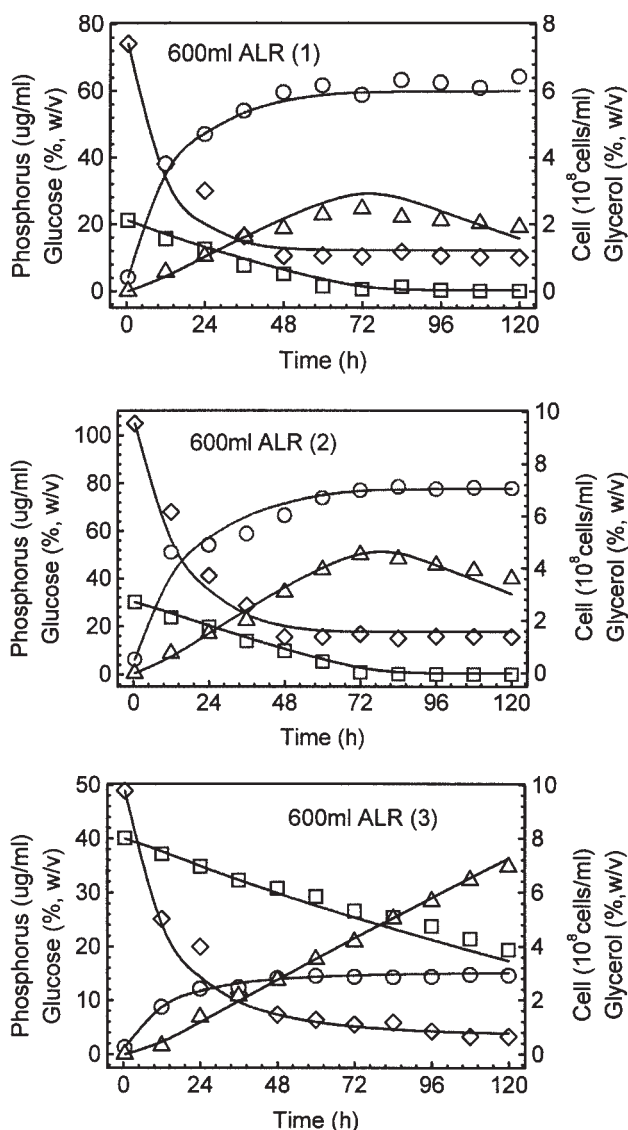 600ml ALR (1)
Phosphorus (ug/ml)
Glucose (%, w/v)
80
60
40
20
0
8
6
4
2
0
Cell (10⁸cells/ml)
Glycerol (%, w/v)
0 24 48 72 96 120
Time (h)
600ml ALR (2)
Phosphorus (ug/ml)
Glucose (%, w/v)
100
80
60
40
20
0
10
8
6
4
2
0
Cell (10⁸cells/ml)
Glycerol (%, w/v)
0 24 48 72 96 120
Time (h)
600ml ALR (3)
Phosphorus (ug/ml)
Glucose (%, w/v)
50
40
30
20
10
0
10
8
6
4
2
0
Cell (10⁸cells/ml)
Glycerol (%,w/v)
0 24 48 72 96 120
Time (h)